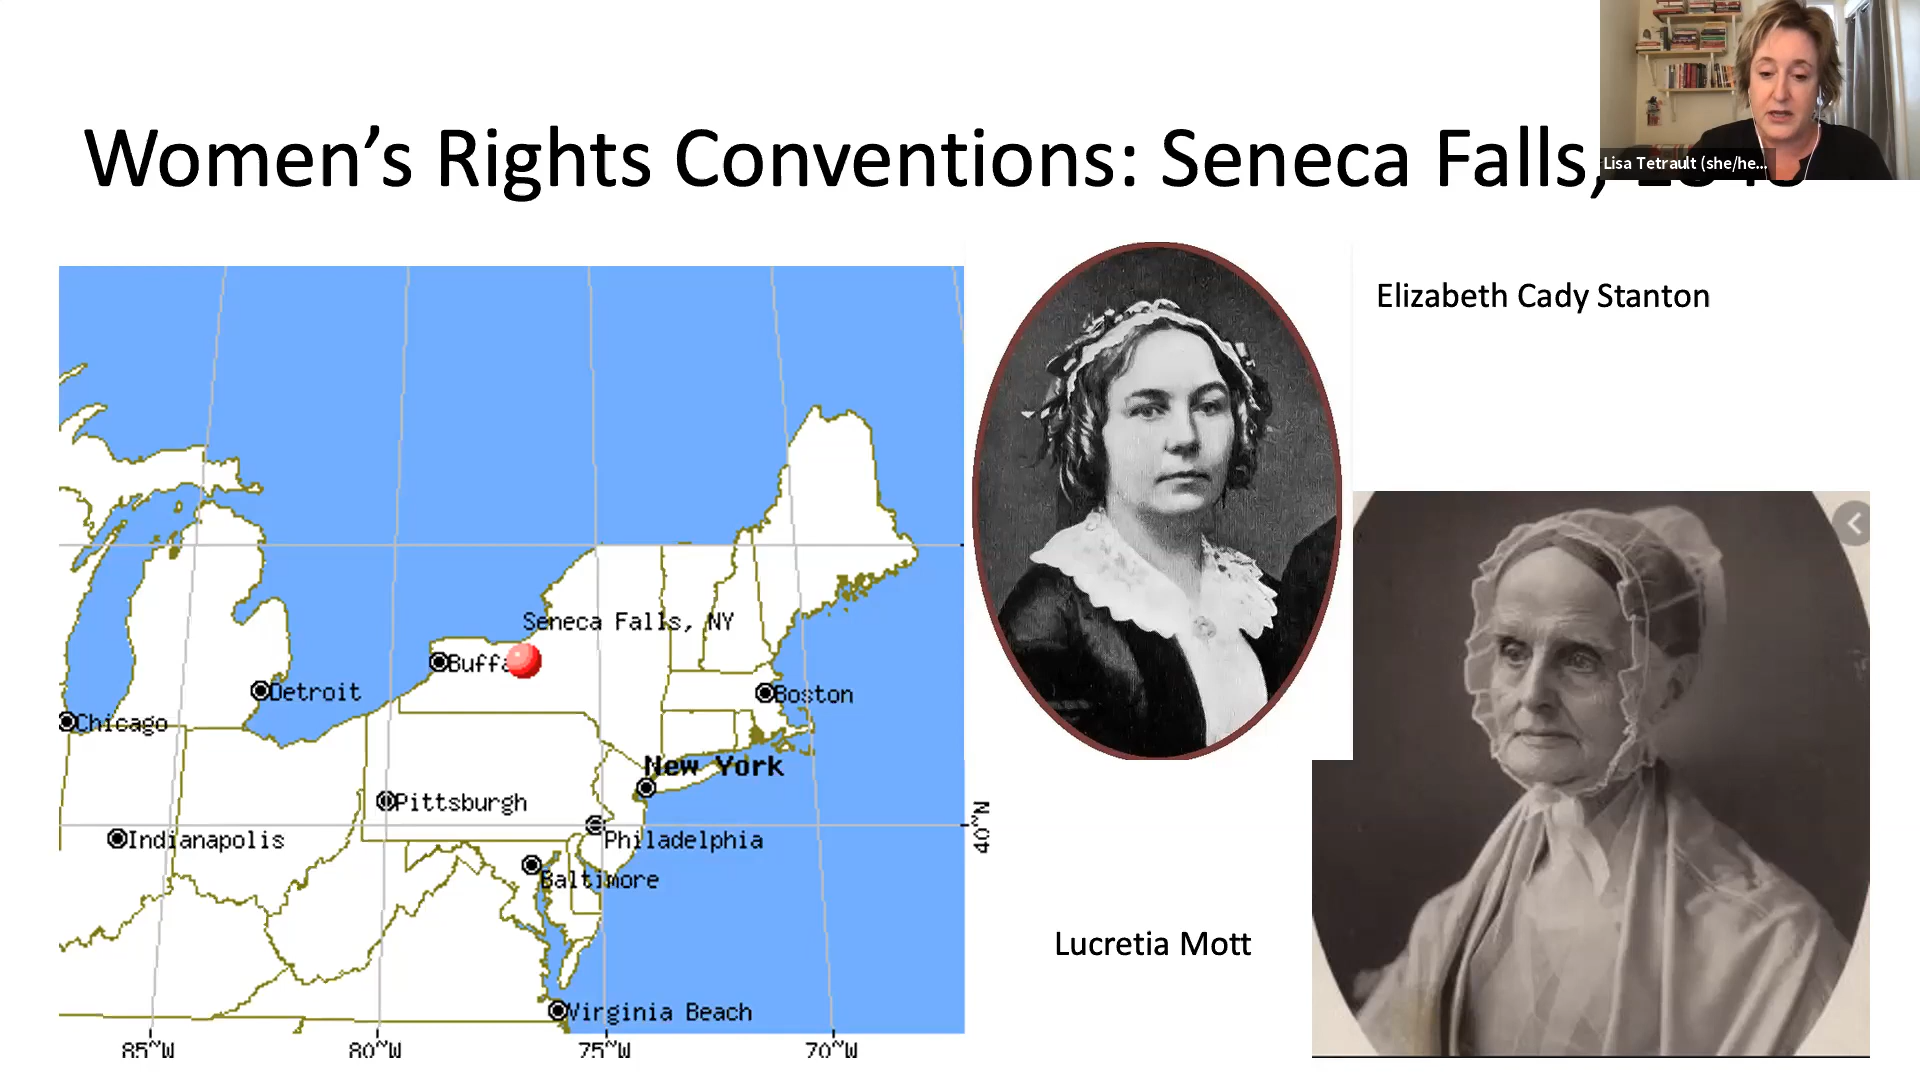 Women's Rights Conventions: Seneca Falls,
Lisa Tetrault (she/he...
Elizabeth Cady Stanton
Seneca Falls, NY
Detroit
Boston
Chicago
New York
Pittsburgh
Indianapolis
Philadelphia
Baltimore
40~N
Lucretia Mott
Virginia Beach
85~W
80~W
75~W
70~W